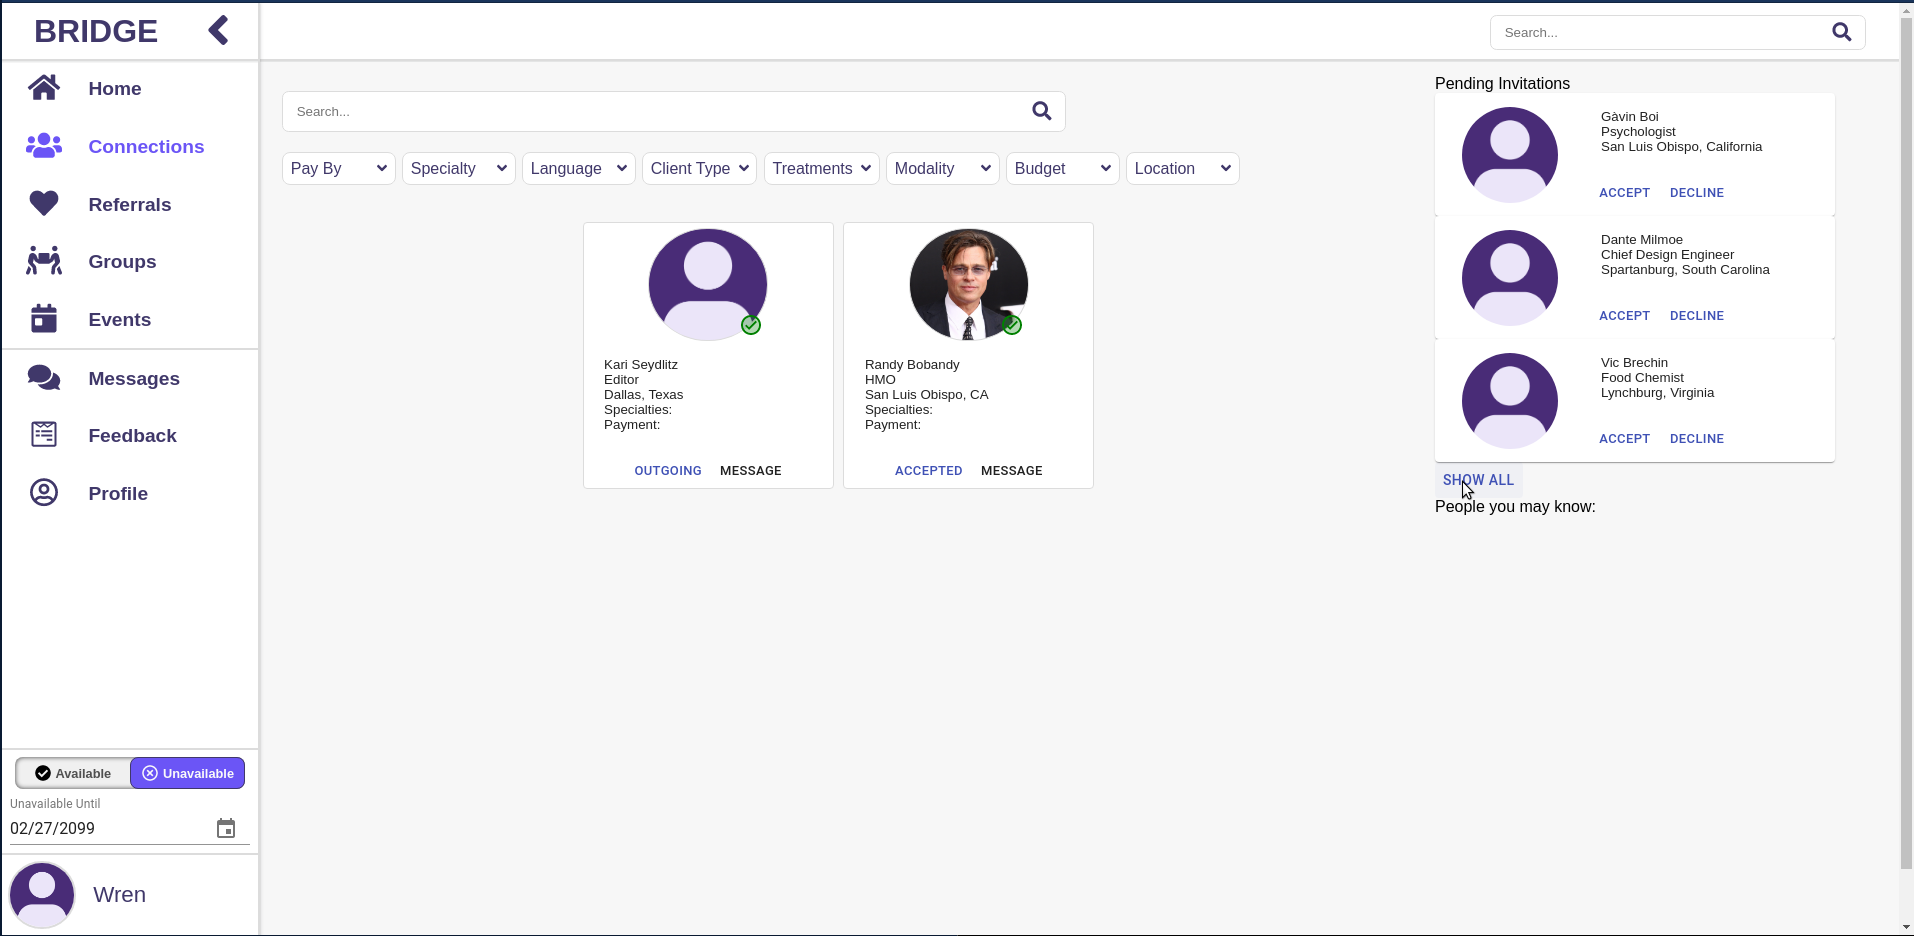 BRIDGE
Search...
Home
Connections
Referrals
Groups
Events
Messages
Feedback
Profile
Available
Unavailable
Unavailable Until
02/27/2099
Wren
Search...
Pay By
Specialty
Language
Client Type
Treatments
Modality
Budget
Location
Kari Seydlitz
Editor
Dallas, Texas
Specialties:
Payment:
OUTGOING MESSAGE
Randy Bobandy
HMO
San Luis Obispo, CA
Specialties:
Payment:
ACCEPTED MESSAGE
Pending Invitations
Gàvin Boi
Psychologist
San Luis Obispo, California
ACCEPT DECLINE
Dante Milmoe
Chief Design Engineer
Spartanburg, South Carolina
ACCEPT DECLINE
Vic Brechin
Food Chemist
Lynchburg, Virginia
ACCEPT DECLINE
SHOW ALL
People you may know: